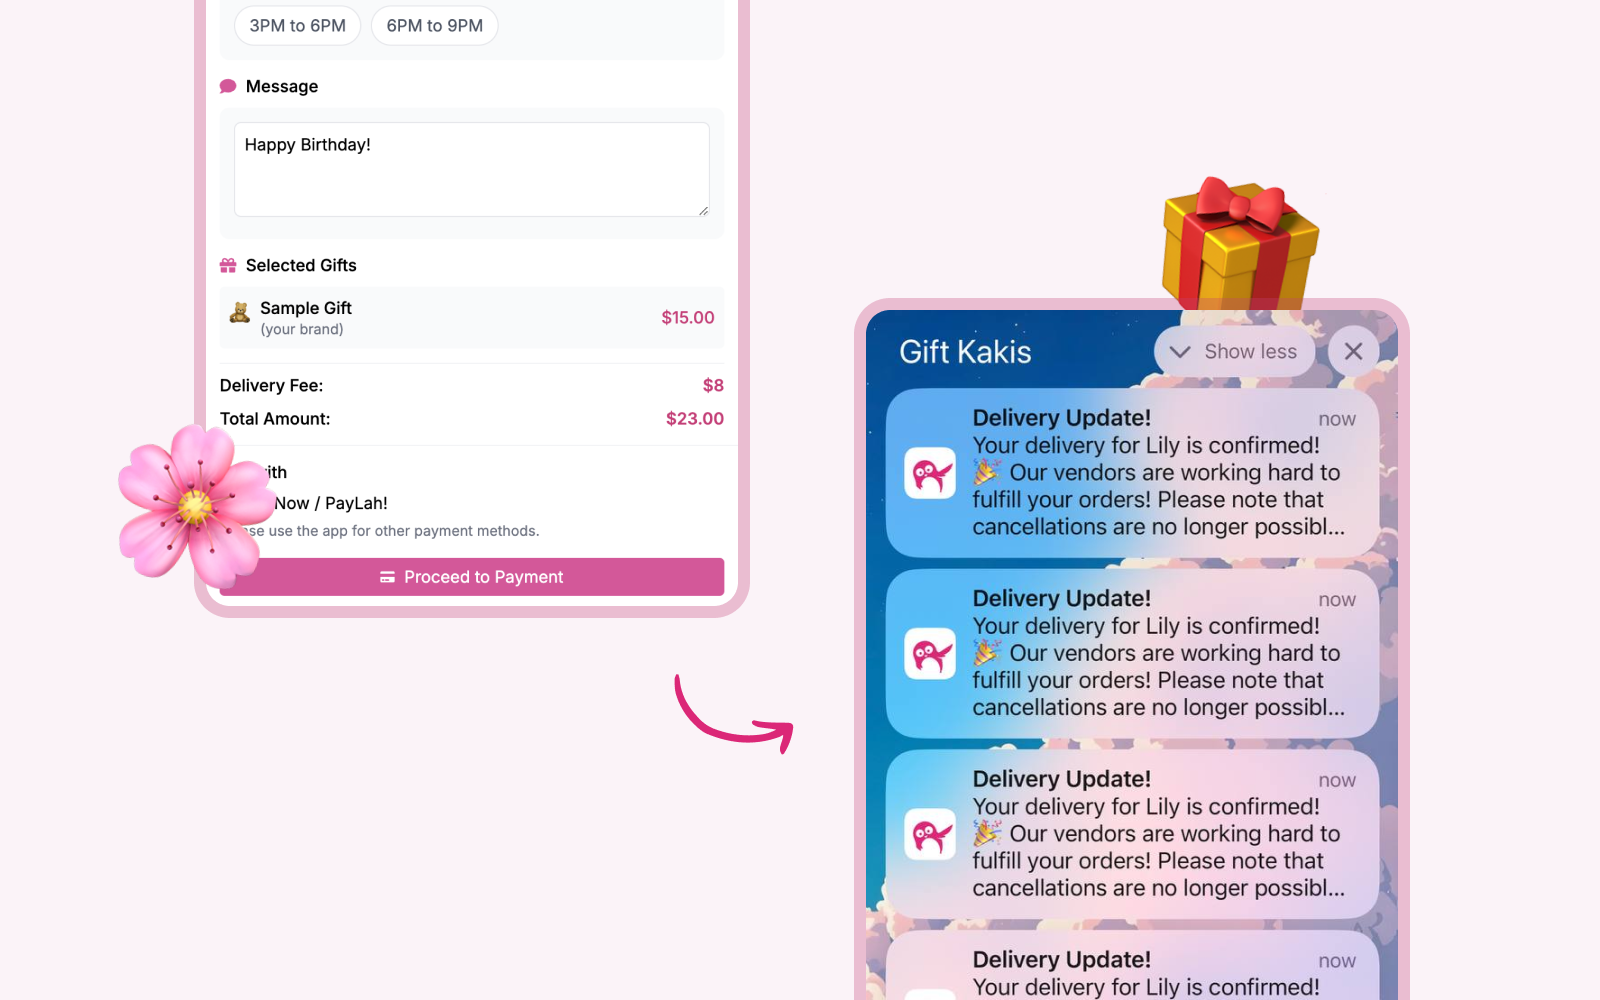 3PM to 6PM
6PM to 9PM
Message
Happy Birthday!
Selected Gifts
Sample Gift
(your brand)
$15.00
Delivery Fee:
$8
Total Amount:
$23.00
Now / PayLah!
use the app for other payment methods.
Proceed to Payment
Gift Kakis
Show less
Delivery Update!
now
Your delivery for Lily is confirmed!
🎉 Our vendors are working hard to
fulfill your orders! Please note that
cancellations are no longer possibl...
Delivery Update!
now
Your delivery for Lily is confirmed!
🎉 Our vendors are working hard to
fulfill your orders! Please note that
cancellations are no longer possibl...
Delivery Update!
now
Your delivery for Lily is confirmed!
🎉 Our vendors are working hard to
fulfill your orders! Please note that
cancellations are no longer possibl...
Delivery Update!
now
Your delivery for Lily is confirmed!